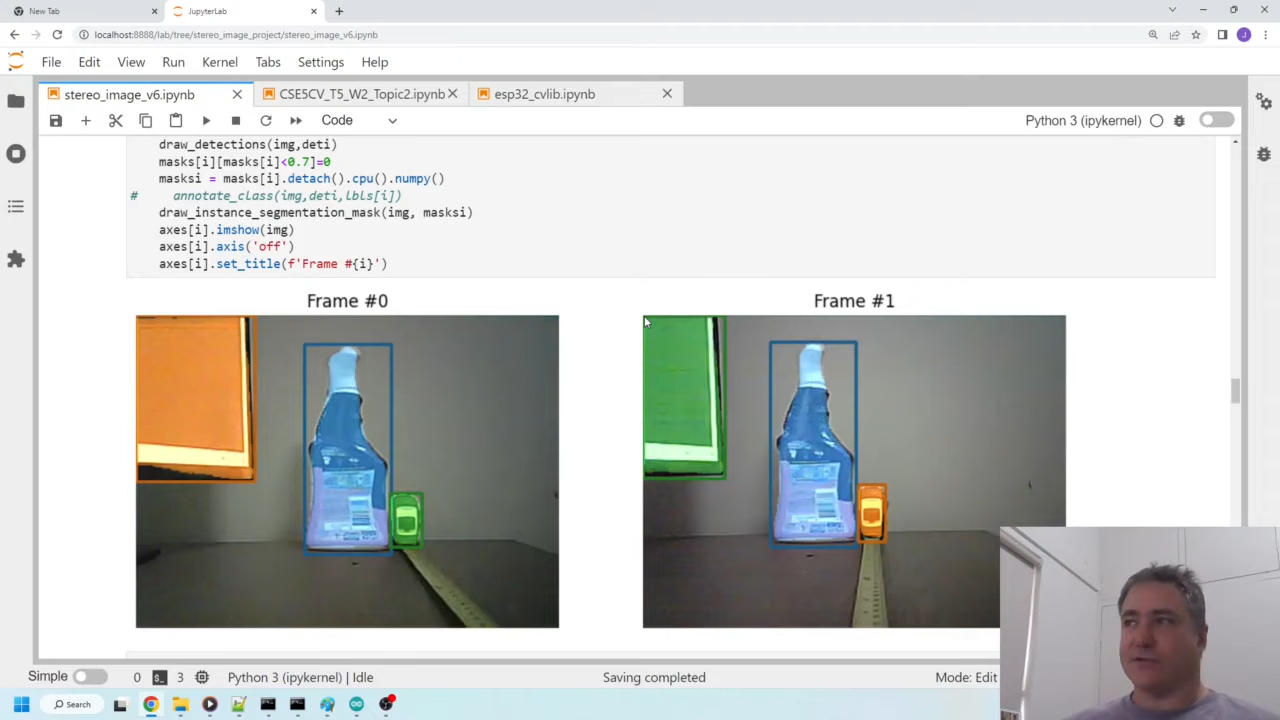 New Tab
JupyterLab
localhost:8888/lab/tree/stereo_image_project/stereo_image_v6.ipynb
J
File Edit View Run Kernel Tabs Settings Help
stereo_image_v6.ipynb
CSE5CV_T5_W2_Topic2.ipynb
esp32_cvlib.ipynb
Code
Python 3 (ipykernel)
draw_detections(img,deti)
masks[i][masks[i]<0.7]=0
masksi = masks[i].detach().cpu().numpy()
# annotate_class(img,deti,lbls[i])
draw_instance_segmentation_mask(img, masksi)
axes[i].imshow(img)
axes[i].axis('off')
axes[i].set_title(f'Frame #{i}')
Frame #0
Frame #1
Simple
0
3
Python 3 (ipykernel) | Idle
Saving completed
Mode: Edit
Search